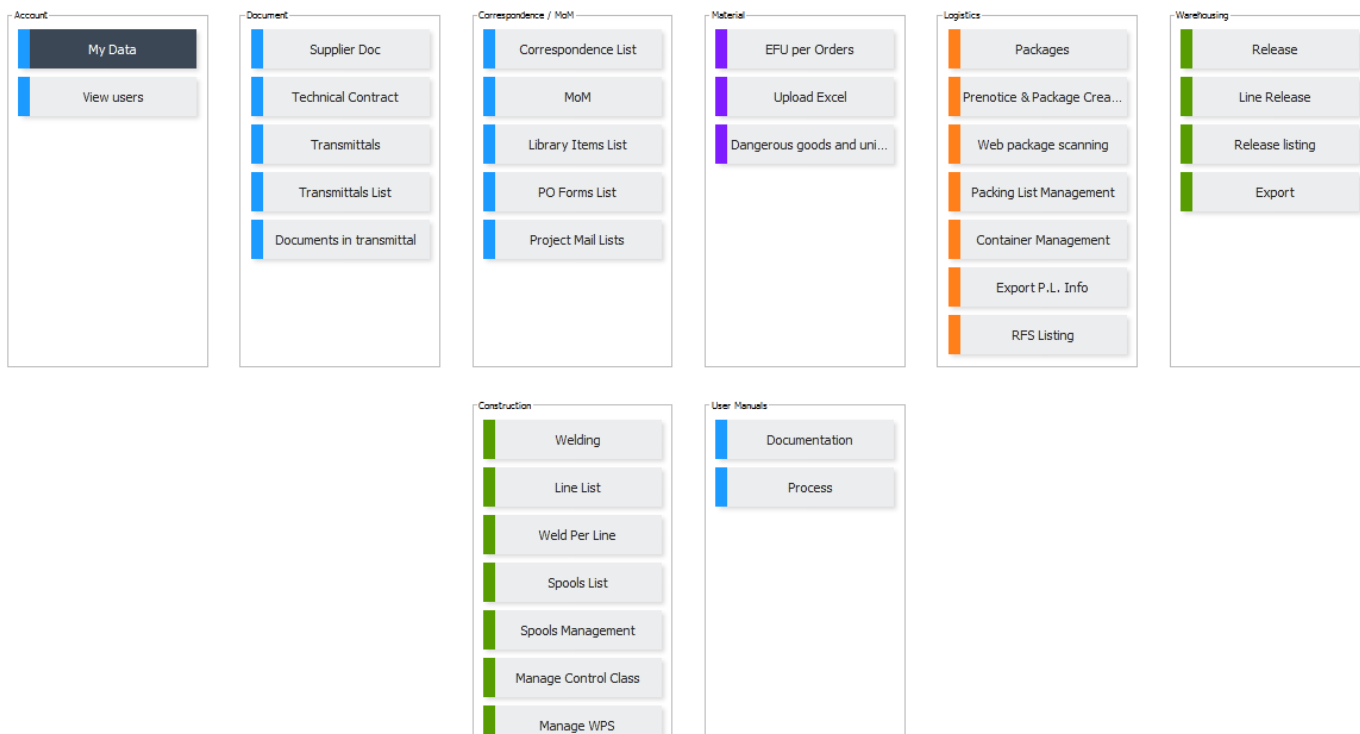 Account
My Data
View users
Document
Supplier Doc
Technical Contract
Transmittals
Transmittals List
Documents in transmittal
Correspondence / MoM
Correspondence List
MoM
Library Items List
PO Forms List
Project Mail Lists
Material
EFU per Orders
Upload Excel
Dangerous goods and uni...
Logistics
Packages
Prenotice & Package Crea...
Web package scanning
Packing List Management
Container Management
Export P.L. Info
RFS Listing
Warehousing
Release
Line Release
Release listing
Export
Construction
Welding
Line List
Weld Per Line
Spools List
Spools Management
Manage Control Class
Manage WPS
User Manuals
Documentation
Process